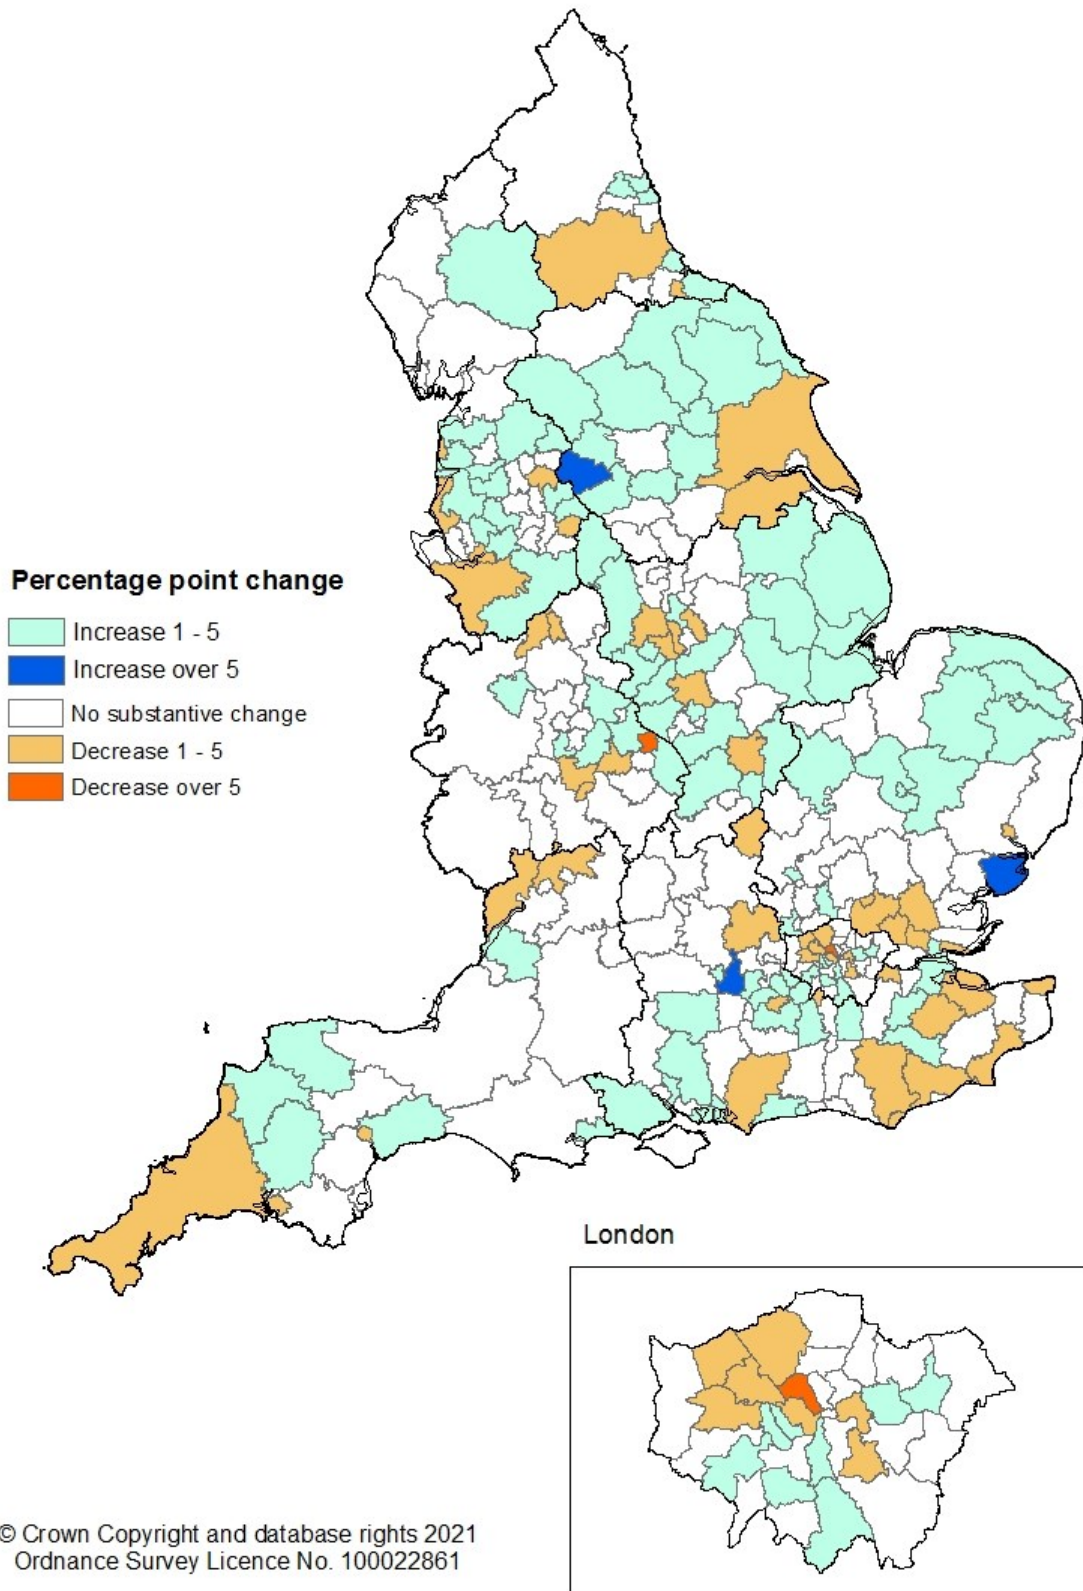 Percentage point change
Increase 1 - 5
Increase over 5
No substantive change
Decrease 1 - 5
Decrease over 5
London
© Crown Copyright and database rights 2021
Ordnance Survey Licence No. 100022861